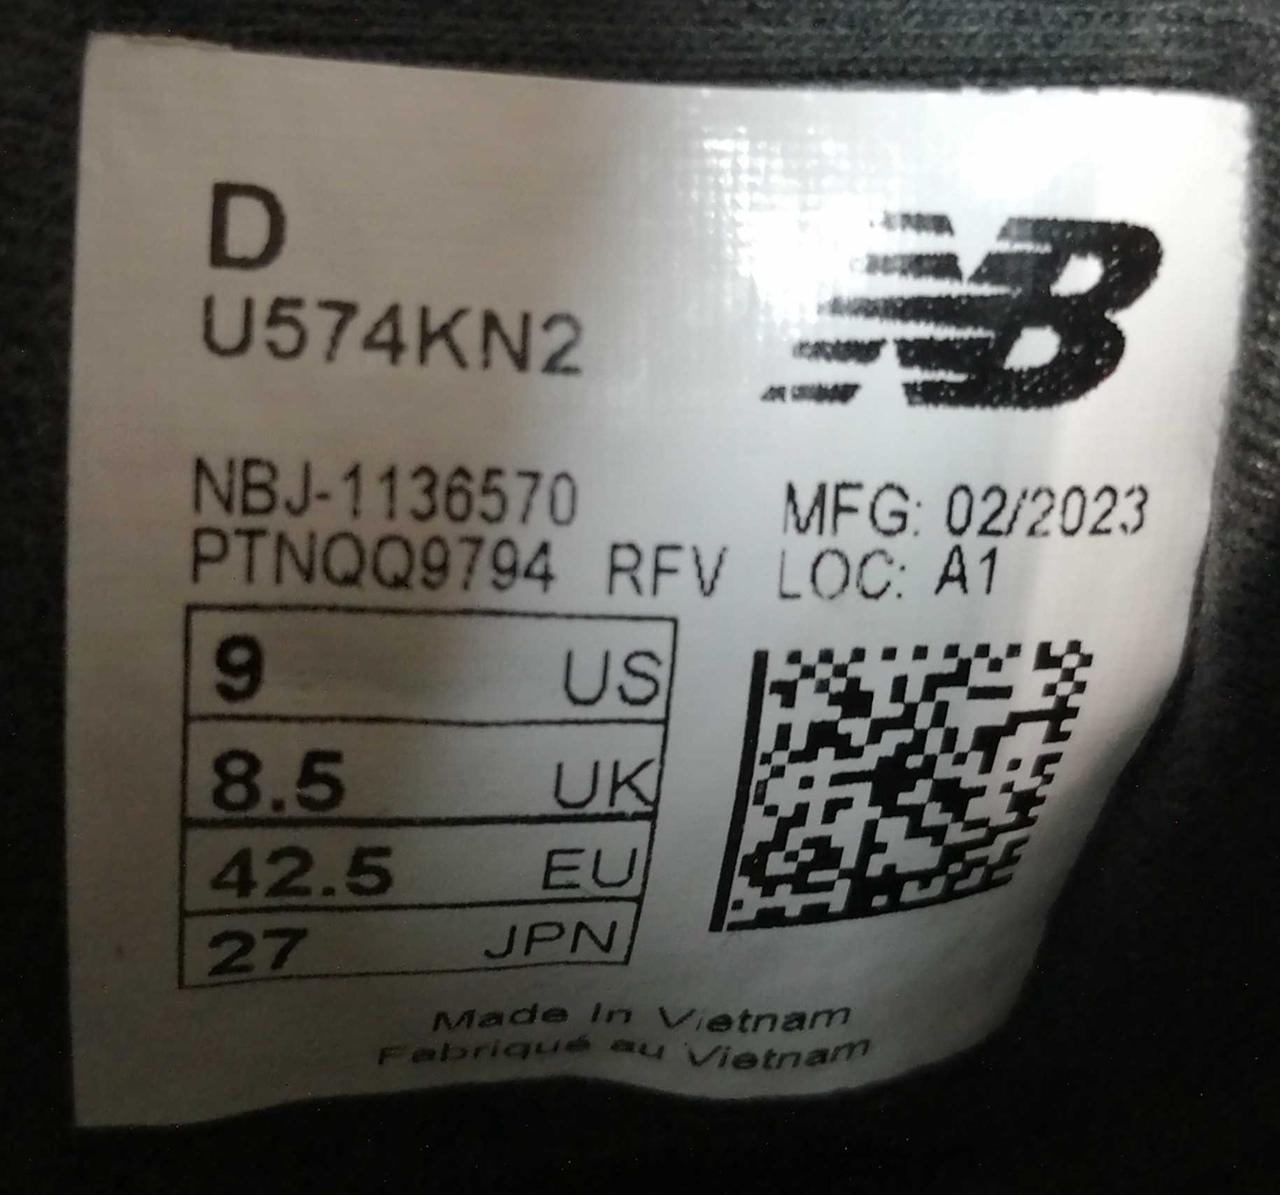 D
U574KN2
NB
NBJ-1136570
MFG: 02/2023
PTNQQ9794 RFV LOC: A1
9 US
8.5 UK
42.5 EU
27 JPN
Made In Vietnam
Fabriqué au Vietnam